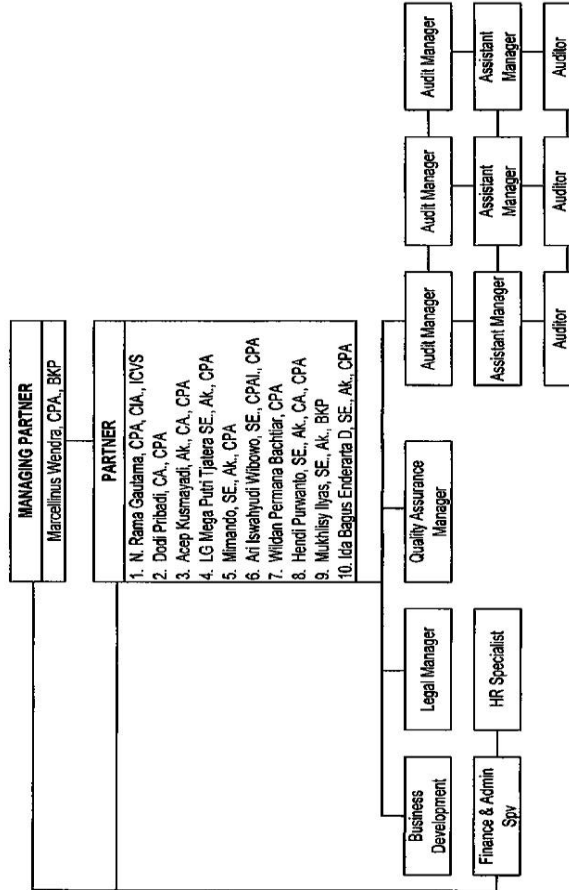 MANAGING PARTNER
Marcellinus Wendra, CPA., BKP
PARTNER
1. N. Rama Gautama, CPA, CIA., ICVS
2. Dodi Pribadi, CA., CPA
3. Acep Kusmayadi, Ak., CA., CPA
4. LG Mega Putri Tjatera SE., Ak., CPA
5. Mimando, SE., Ak., CPA
6. Ari Iswahyudi Wibowo, SE., CPAI., CPA
7. Wildan Permana Bachtiar, CPA
8. Hendi Purwanto, SE., Ak., CA., CPA
9. Mukhlisy Ilyas, SE., Ak., BKP
10. Ida Bagus Enderarta D, SE., Ak., CPA
Business
Development
Legal Manager
Quality Assurance
Manager
Audit Manager
Audit Manager
Audit Manager
Finance & Admin
Spv
HR Specialist
Assistant Manager
Assistant
Manager
Assistant
Manager
Auditor
Auditor
Auditor